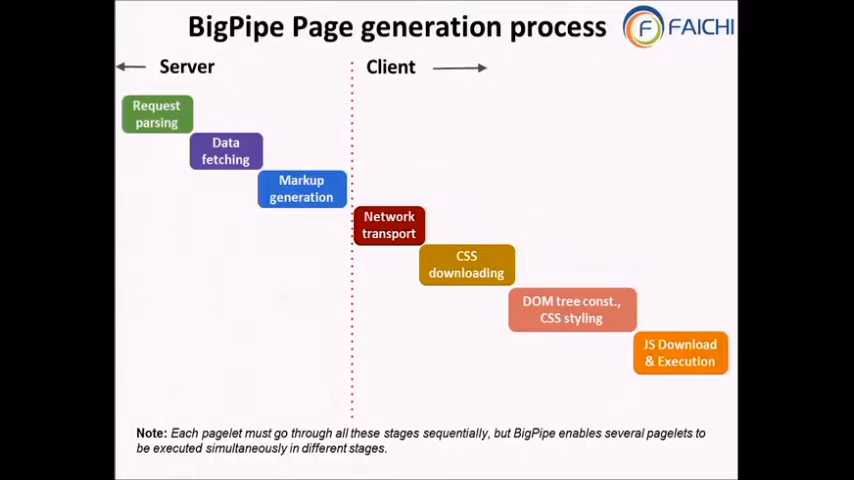 BigPipe Page generation process
FAICHI
Server
Client
Request
parsing
Data
fetching
Markup
generation
Network
transport
CSS
downloading
DOM tree const.,
CSS styling
JS Download
& Execution
Note: Each pagelet must go through all these stages sequentially, but BigPipe enables several pagelets to
be executed simultaneously in different stages.